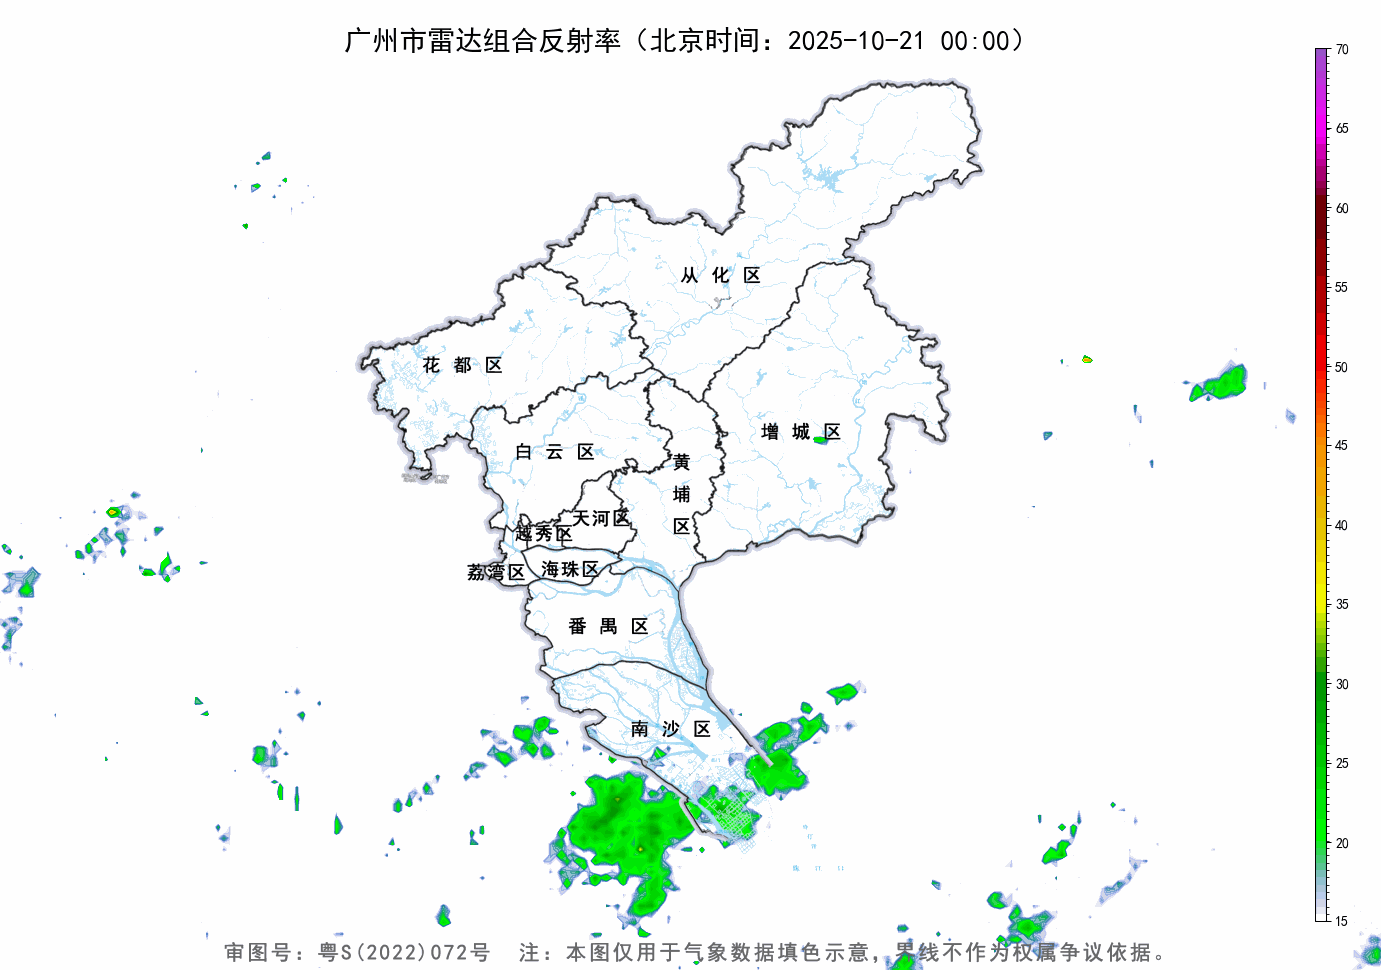 广州市雷达组合反射率（北京时间：2025-10-21 00:00）
70
65
60
55
50
45
40
35
30
25
20
15
从化区
花都区
增城区
白云区
黄埔区
天河区
越秀区
海珠区
荔湾区
番禺区
南沙区
审图号：粤S(2022)072号 注：本图仅用于气象数据填色示意，界线不作为权属争议依据。